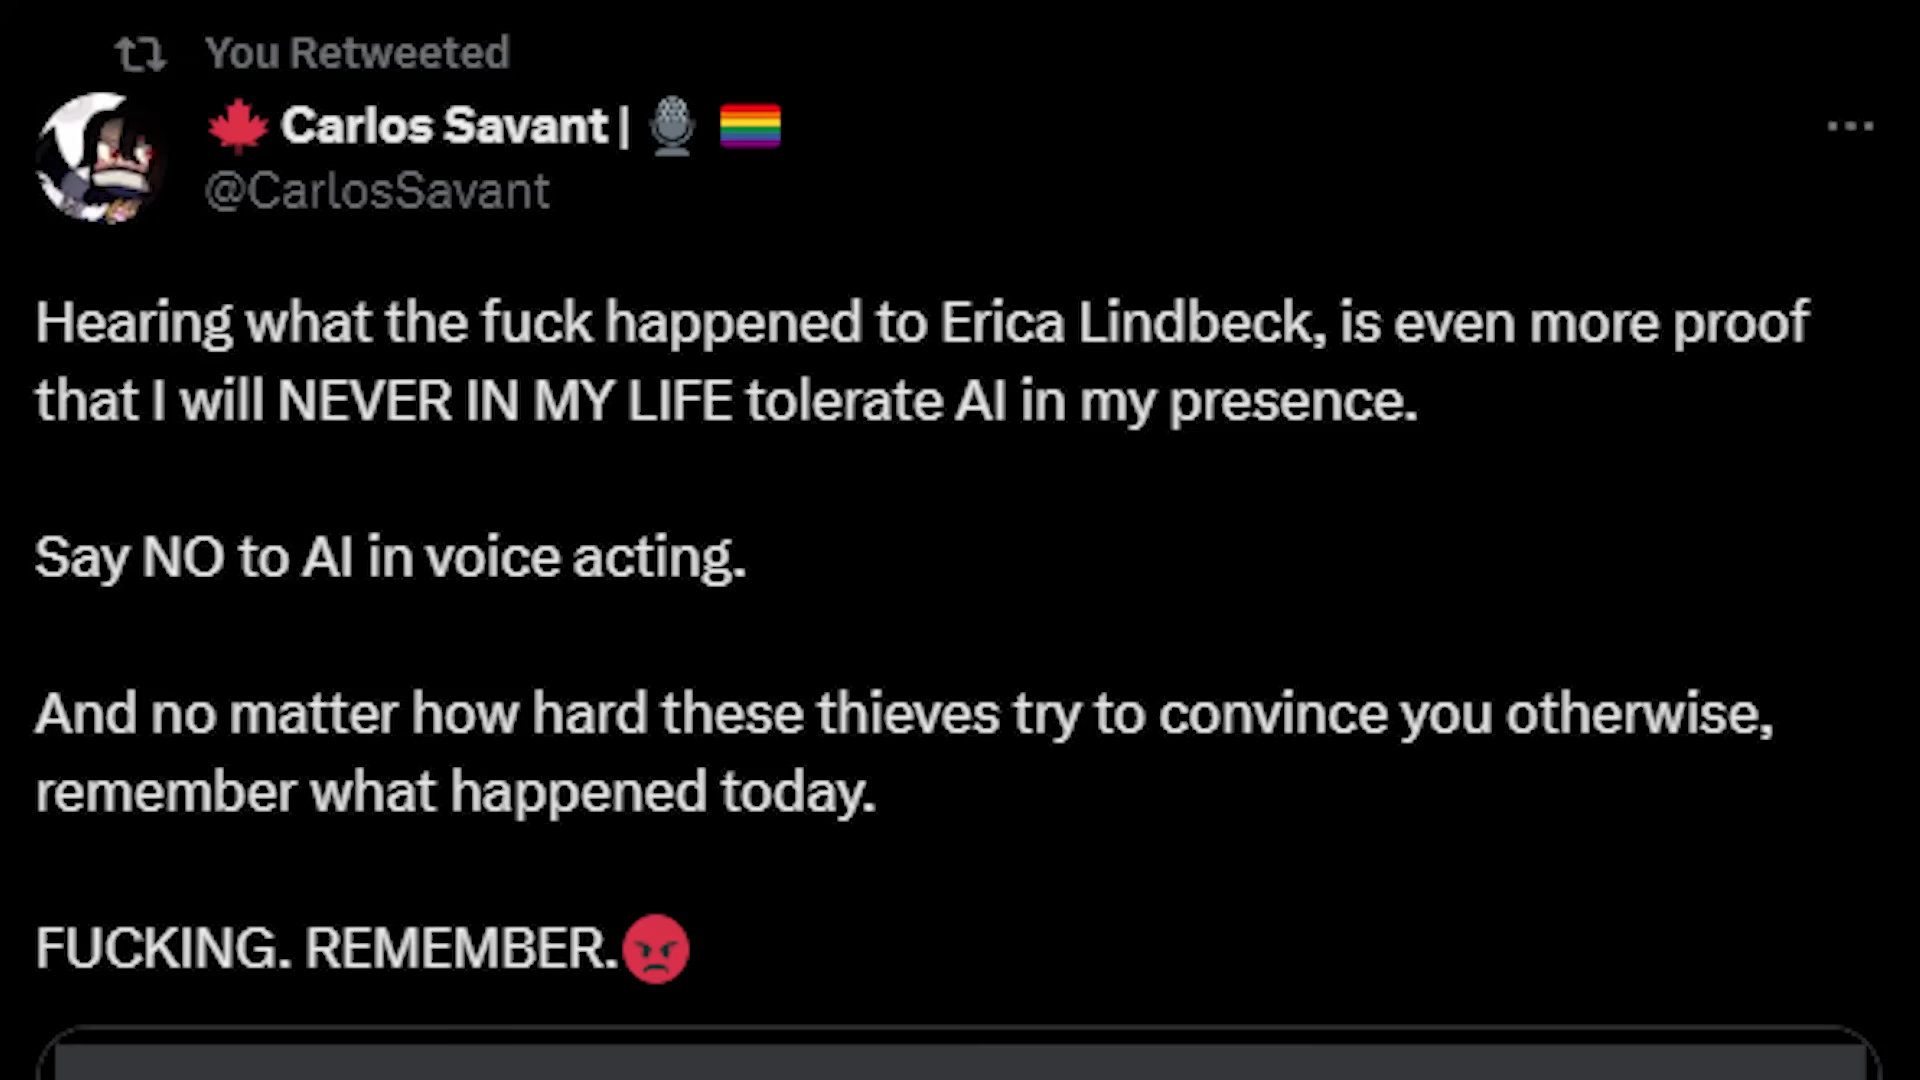 You Retweeted
🍁 Carlos Savant | 🎙️ 🏳️‍🌈
@CarlosSavant
Hearing what the fuck happened to Erica Lindbeck, is even more proof
that I will NEVER IN MY LIFE tolerate AI in my presence.
Say NO to AI in voice acting.
And no matter how hard these thieves try to convince you otherwise,
remember what happened today.
FUCKING. REMEMBER.😡